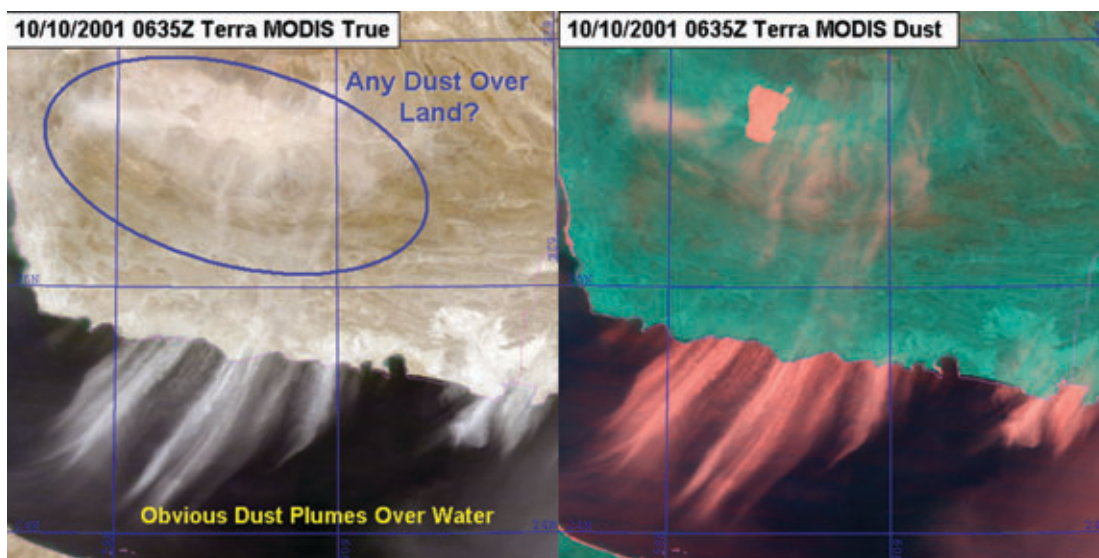 10/10/2001 0635Z Terra MODIS True
Any Dust Over
Land?
Obvious Dust Plumes Over Water
10/10/2001 0635Z Terra MODIS Dust
24N